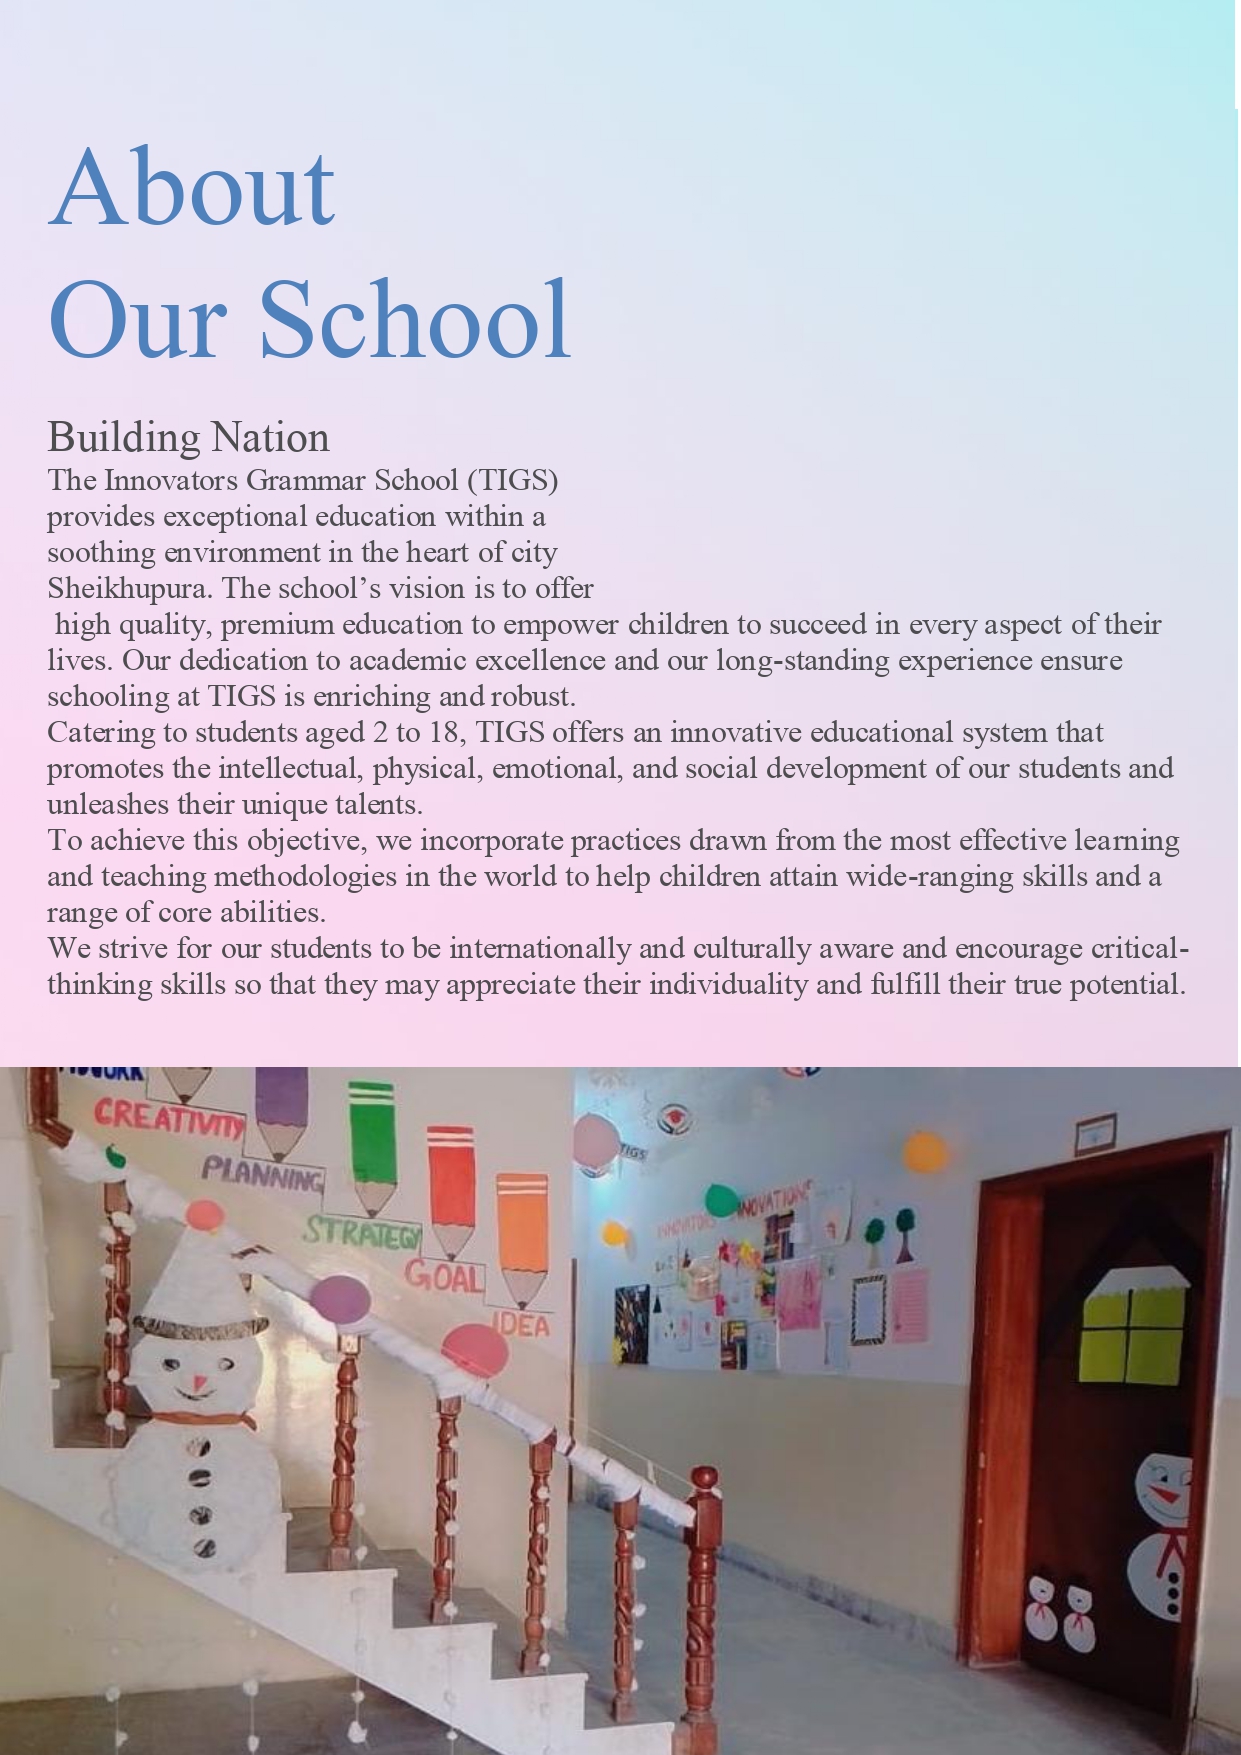 About
Our School
Building Nation
The Innovators Grammar School (TIGS)
provides exceptional education within a
soothing environment in the heart of city
Sheikhupura. The school’s vision is to offer
high quality, premium education to empower children to succeed in every aspect of their
lives. Our dedication to academic excellence and our long-standing experience ensure
schooling at TIGS is enriching and robust.
Catering to students aged 2 to 18, TIGS offers an innovative educational system that
promotes the intellectual, physical, emotional, and social development of our students and
unleashes their unique talents.
To achieve this objective, we incorporate practices drawn from the most effective learning
and teaching methodologies in the world to help children attain wide-ranging skills and a
range of core abilities.
We strive for our students to be internationally and culturally aware and encourage critical-
thinking skills so that they may appreciate their individuality and fulfill their true potential.
CREATIVITY
PLANNING
STRATEGY
GOAL
IDEA
TIGS
INNOVATORS INNOVATIONS